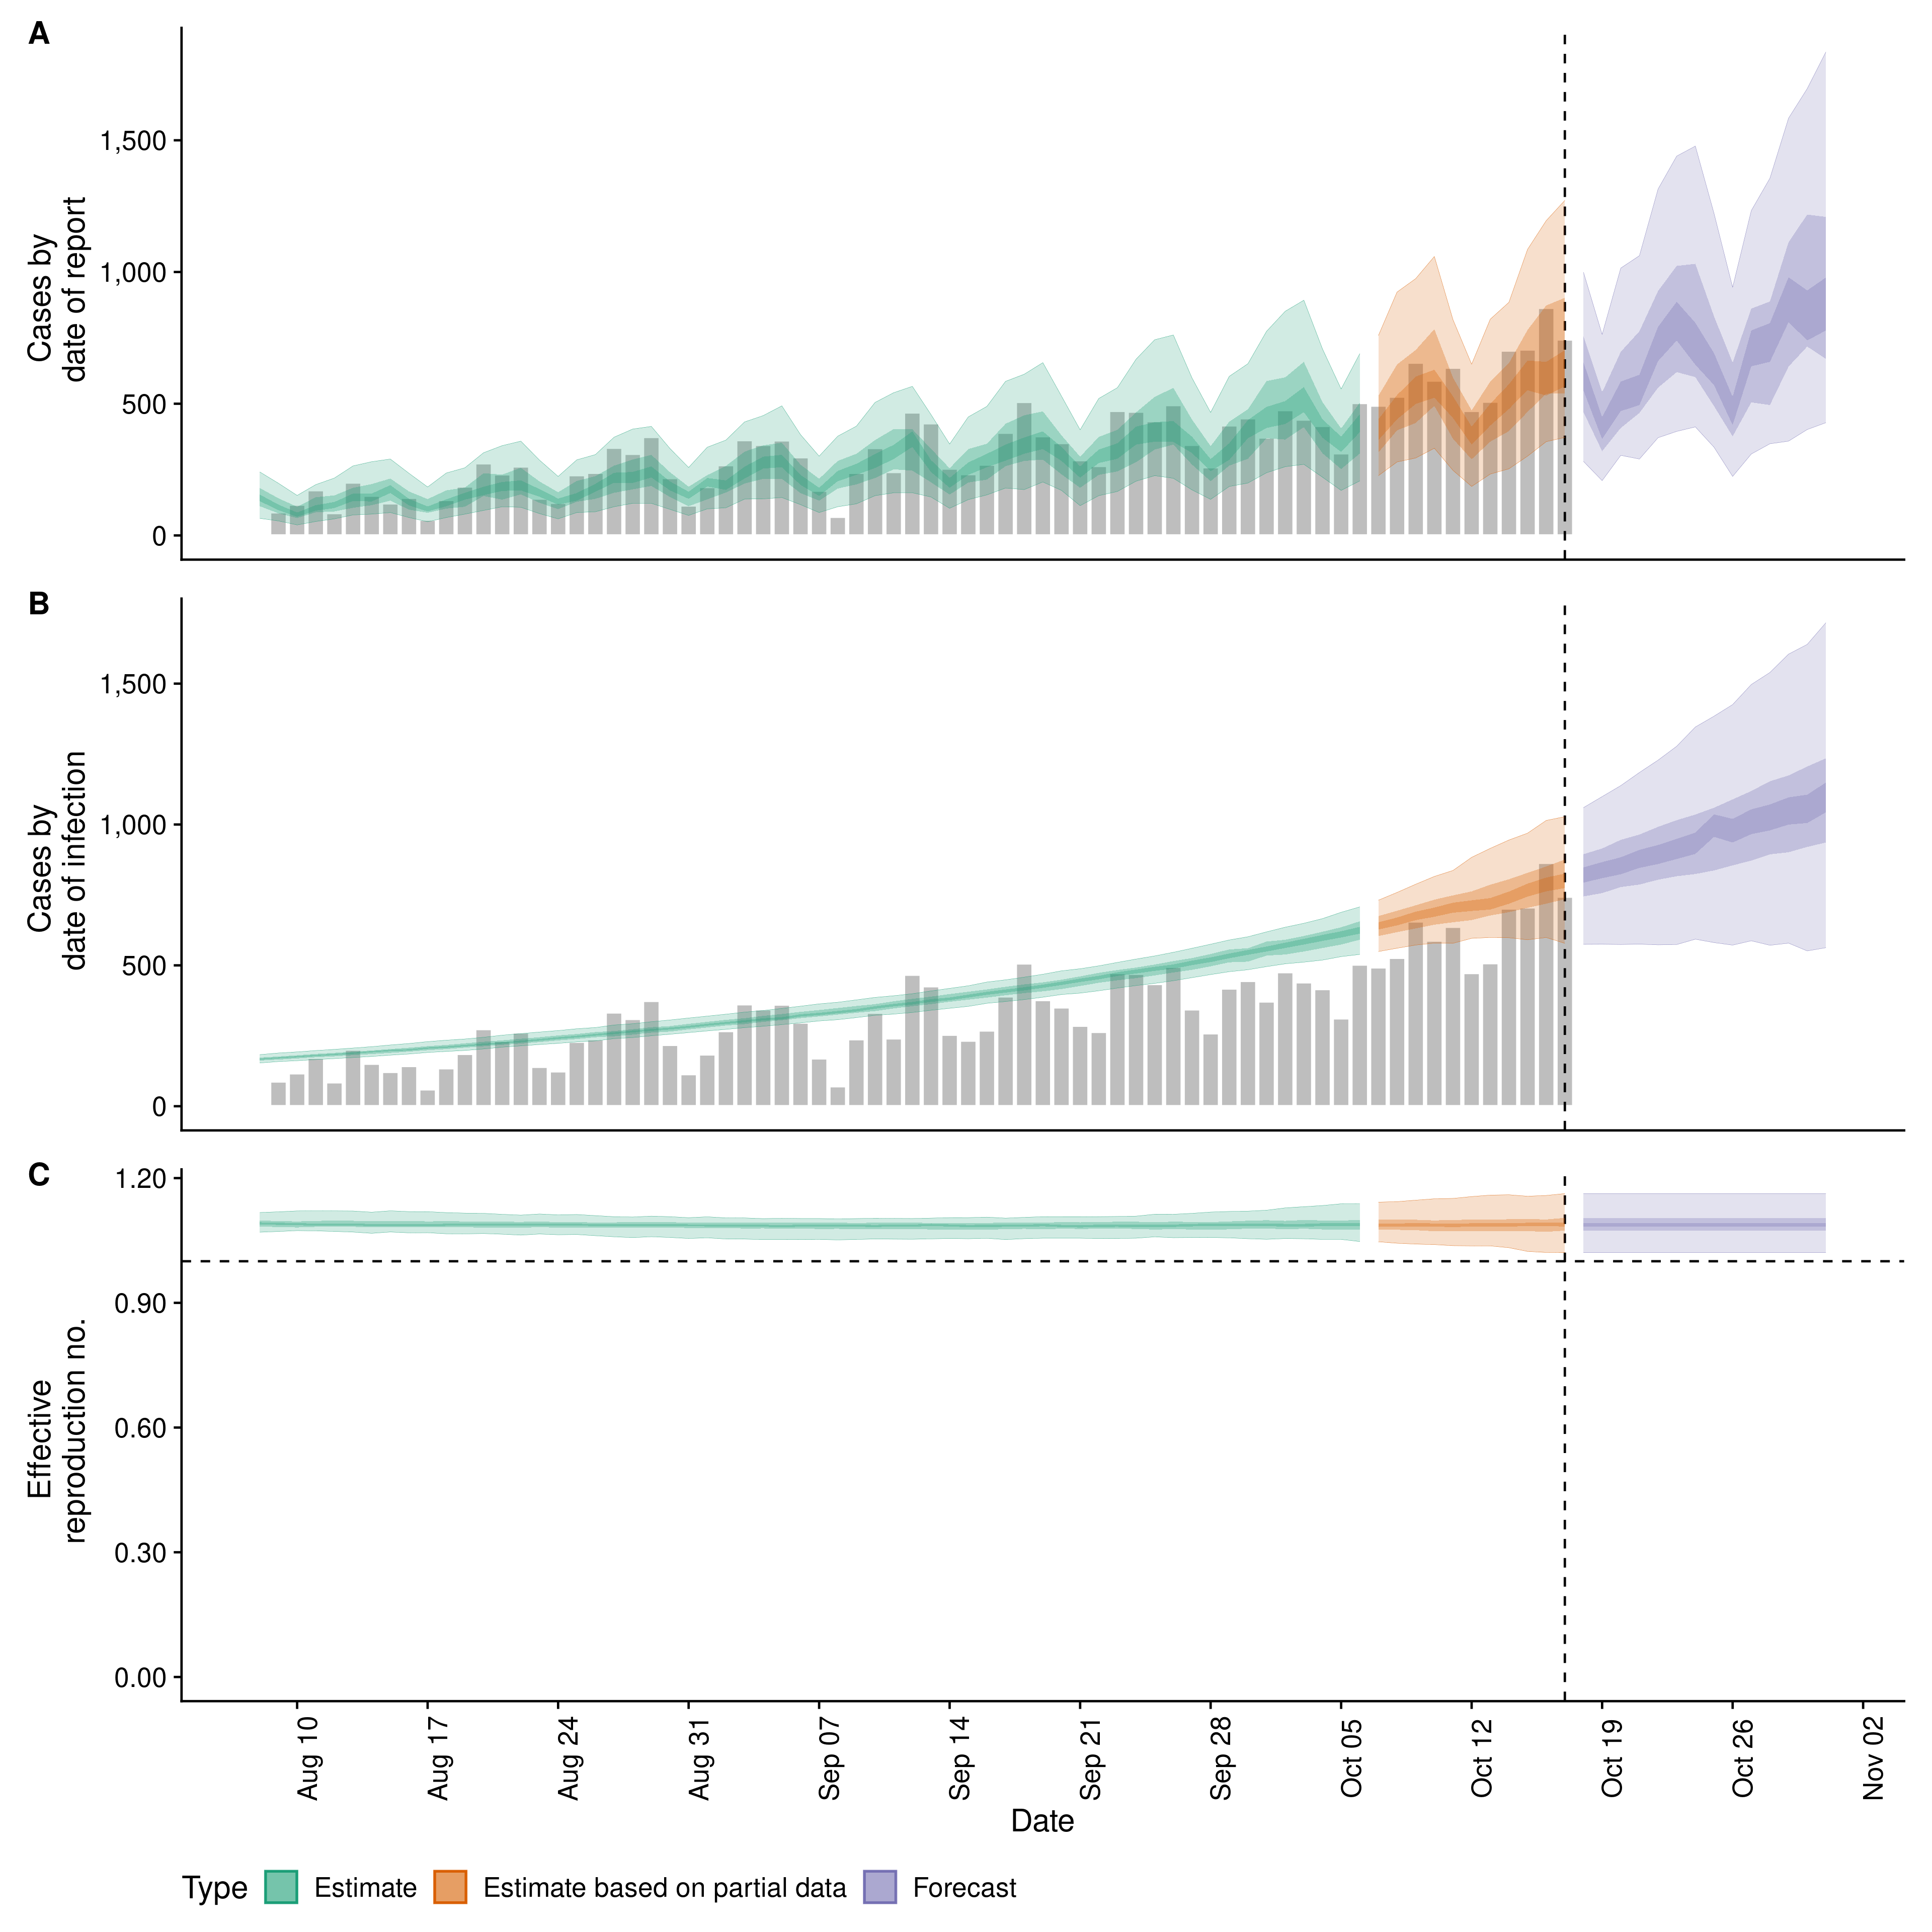 A
Cases by
date of report
1,500
1,000
500
0
B
Cases by
date of infection
1,500
1,000
500
0
C
Effective
reproduction no.
1.20
0.90
0.60
0.30
0.00
Aug 10
Aug 17
Aug 24
Aug 31
Sep 07
Sep 14
Sep 21
Sep 28
Oct 05
Oct 12
Oct 19
Oct 26
Nov 02
Date
Type
Estimate
Estimate based on partial data
Forecast